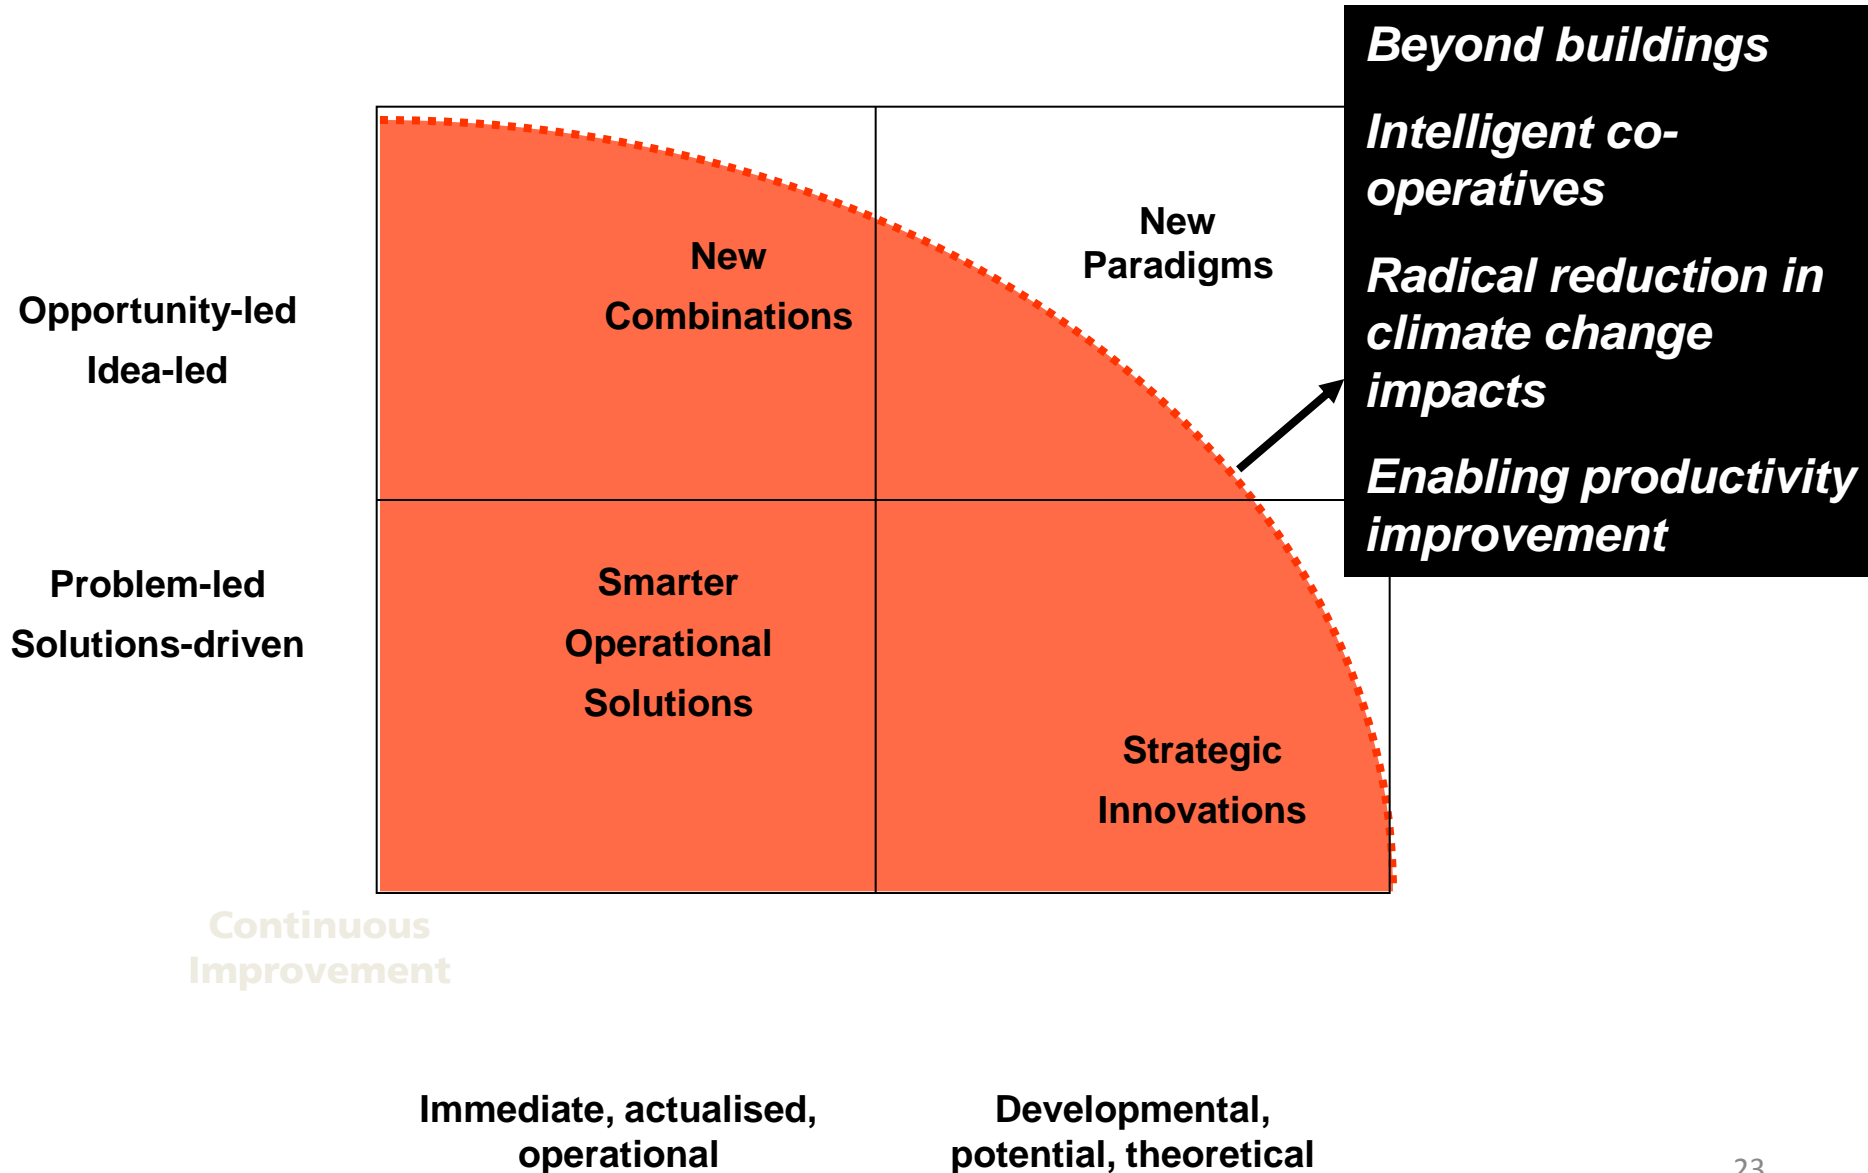 Beyond buildings
Intelligent co-
operatives
Radical reduction in
climate change
impacts
Enabling productivity
improvement
New
Paradigms
New
Combinations
Opportunity-led
Idea-led
Problem-led
Solutions-driven
Smarter
Operational
Solutions
Strategic
Innovations
Continuous
Improvement
Immediate, actualised,
operational
Developmental,
potential, theoretical
23